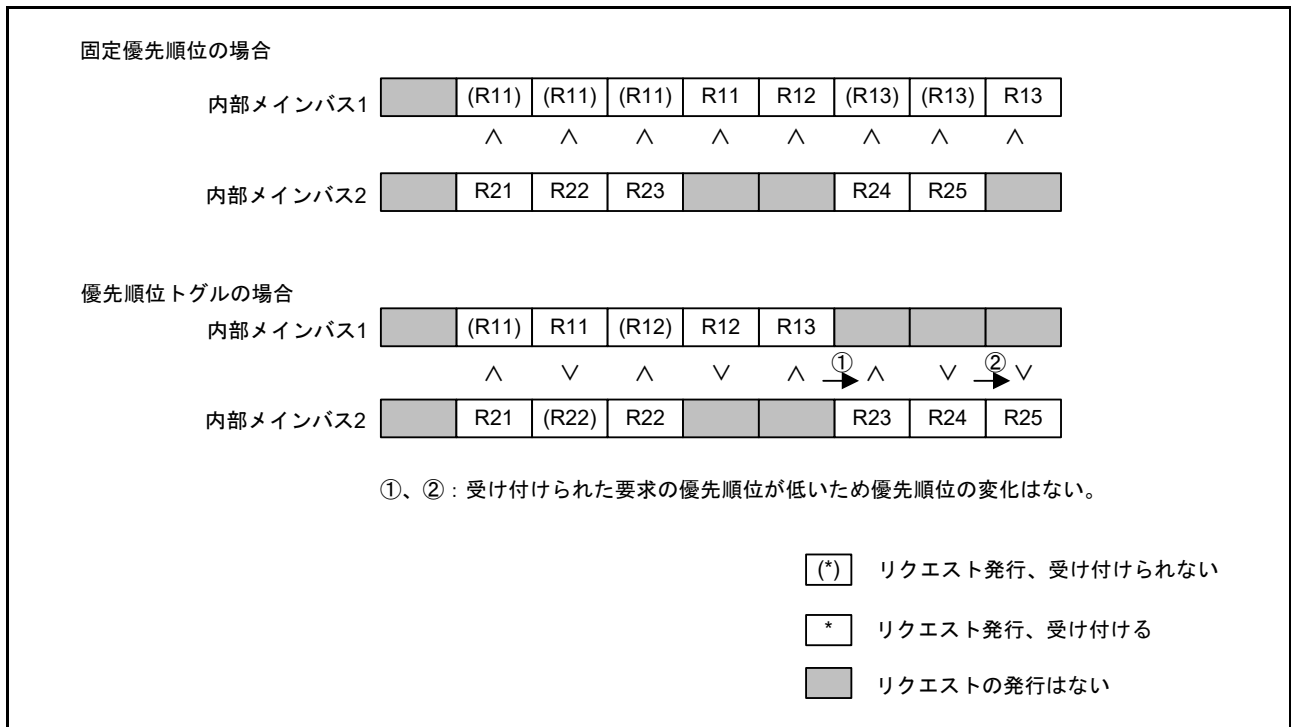 固定優先順位の場合
内部メインバス1 (R11) (R11) (R11) R11 R12 (R13) (R13) R13
∧ ∧ ∧ ∧ ∧ ∧ ∧ ∧
内部メインバス2 R21 R22 R23 R24 R25
優先順位トグルの場合
内部メインバス1 (R11) R11 (R12) R12 R13
∧ ∨ ∧ ∨ ∧ ① ∧ ∨ ② ∨
内部メインバス2 R21 (R22) R22 R23 R24 R25
①、②：受け付けられた要求の優先順位が低いため優先順位の変化はない。
(*) リクエスト発行、受け付けられない
* リクエスト発行、受け付ける
リクエストの発行はない